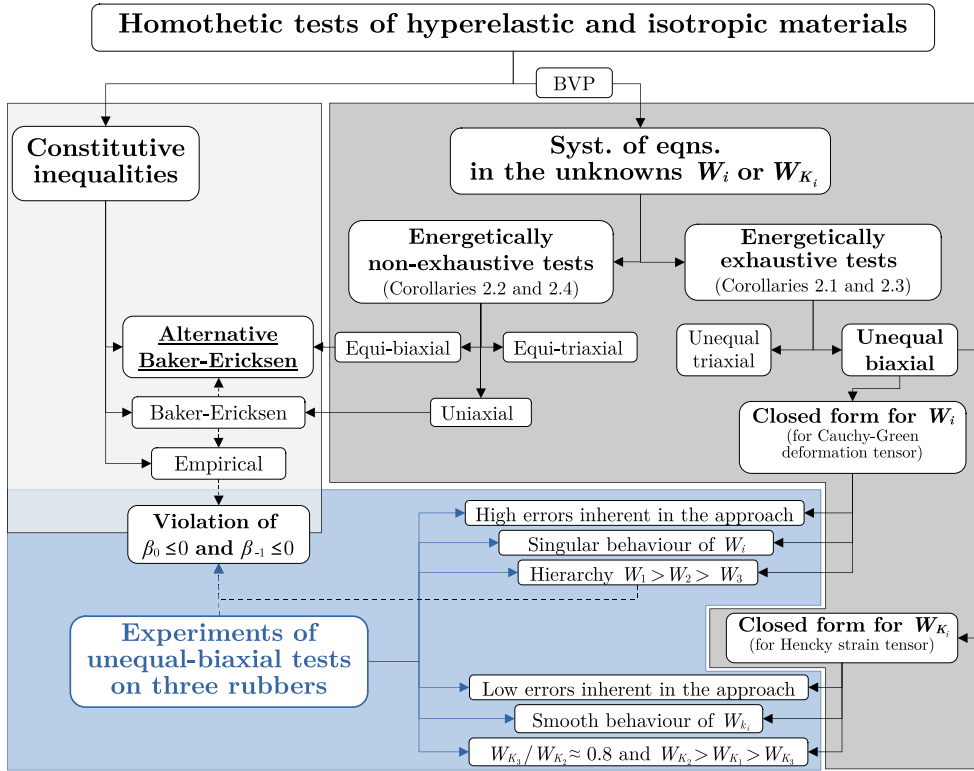 Homothetic tests of hyperelastic and isotropic materials
BVP
Constitutive
inequalities
Syst. of eqns.
in the unknowns W_i or W_{K_i}
Energetically
non-exhaustive tests
(Corollaries 2.2 and 2.4)
Energetically
exhaustive tests
(Corollaries 2.1 and 2.3)
Alternative
Baker-Ericksen
Equi-biaxial
Equi-triaxial
Unequal
triaxial
Unequal
biaxial
Baker-Ericksen
Uniaxial
Closed form for W_i
(for Cauchy-Green
deformation tensor)
Empirical
Violation of
β₀ ≤ 0 and β₋₁ ≤ 0
High errors inherent in the approach
Singular behaviour of W_i
Hierarchy W₁ > W₂ > W₃
Experiments of
unequal-biaxial tests
on three rubbers
Closed form for W_{K_i}
(for Hencky strain tensor)
Low errors inherent in the approach
Smooth behaviour of W_{k_i}
W_{K_3} / W_{K_2} ≈ 0.8 and W_{K_2} > W_{K_1} > W_{K_3}